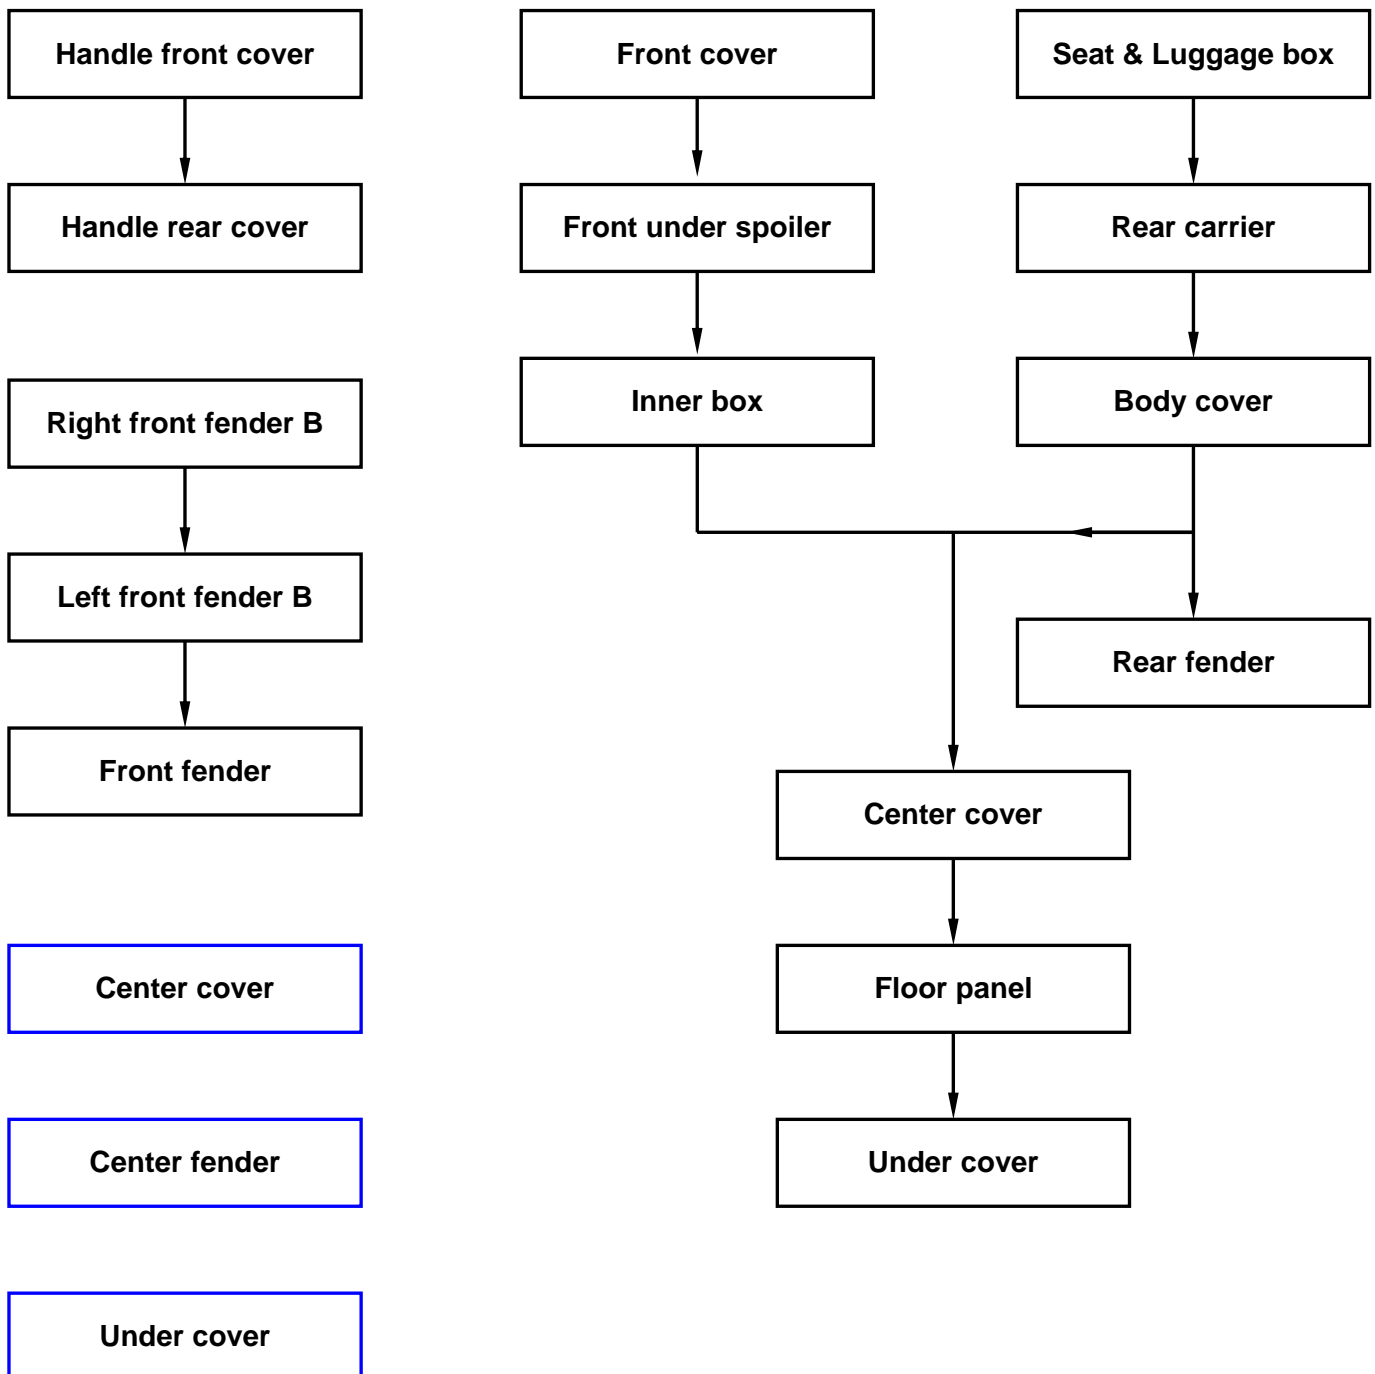 Handle front cover
Front cover
Seat & Luggage box
Handle rear cover
Front under spoiler
Rear carrier
Right front fender B
Inner box
Body cover
Left front fender B
Rear fender
Front fender
Center cover
Center cover
Floor panel
Center fender
Under cover
Under cover